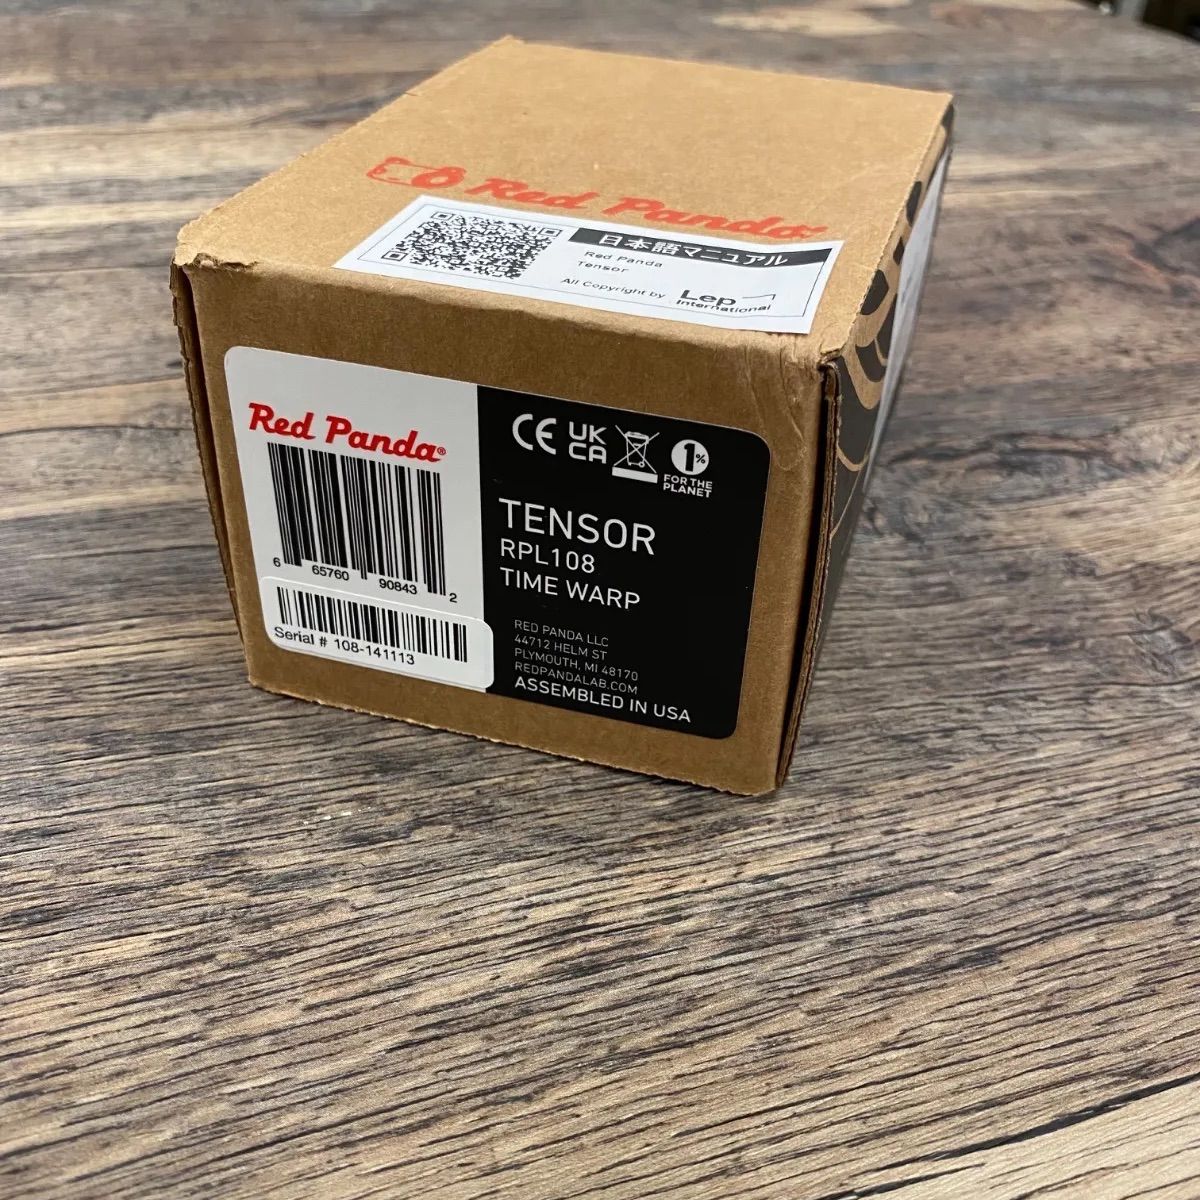 Red Panda
日本語マニュアル
Red Panda
Tensor
All Copyright by Lep International
Red Panda®
6 65760 90843 2
Serial # 108-141113
CE UK CA 1%
FOR THE
PLANET
TENSOR
RPL108
TIME WARP
RED PANDA LLC
44712 HELM ST
PLYMOUTH, MI 48170
REDPANDALAB.COM
ASSEMBLED IN USA